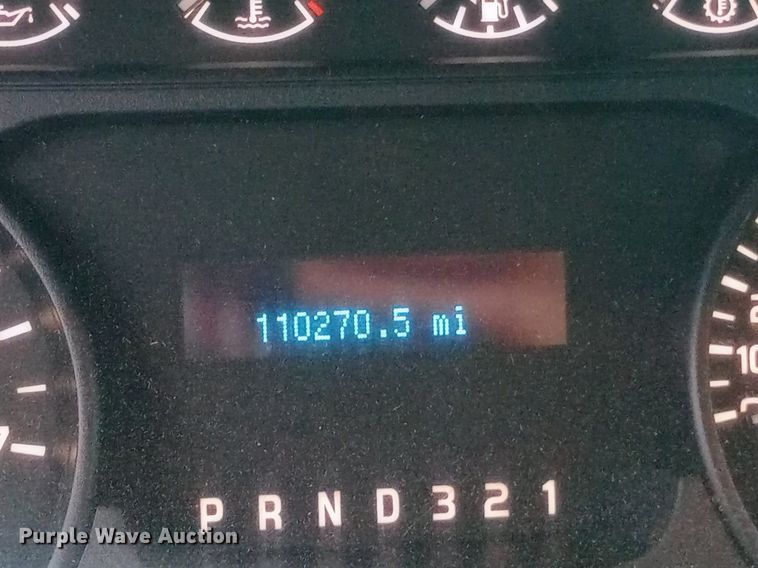 110270.5 mi
P R N D 3 2 1
Purple Wave Auction®